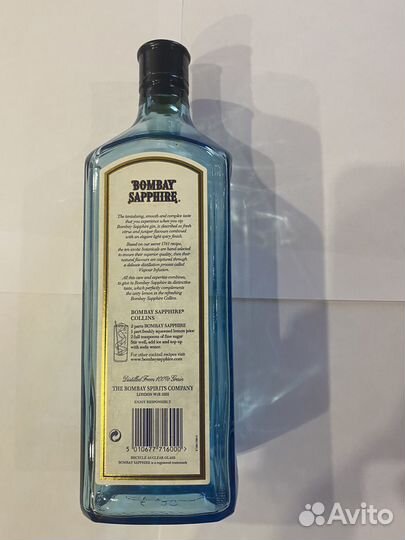 BOMBAY
SAPPHIRE®
The tantalising, smooth and complex taste
that you experience when you sip
Bombay Sapphire gin, is described as fresh
citrus and juniper flavours combined
with an elegant light spicy finish.
Based on our secret 1761 recipe,
the ten exotic botanicals are hand-selected
to ensure their superior quality, then their
natural flavours are captured through
a delicate distillation process called
Vapour Infusion.
All this care and expertise combines,
to give to Bombay Sapphire its distinctive
taste, which perfectly complements
the zesty lemon as the refreshing
Bombay Sapphire Collins.
BOMBAY SAPPHIRE®
COLLINS
2 parts BOMBAY SAPPHIRE
1 part freshly squeezed lemon juice
2 full teaspoons of fine sugar
Stir well, add ice and top up
with soda water.
For other cocktail recipes visit
www.bombaysapphire.com
Distilled From 100% Grain
THE BOMBAY SPIRITS COMPANY
LONDON
ENJOY RESPONSIBLY
5 010677 716000 >
RECYCLE AS CLEAR GLASS
BOMBAY SAPPHIRE is a registered trademark
Avito